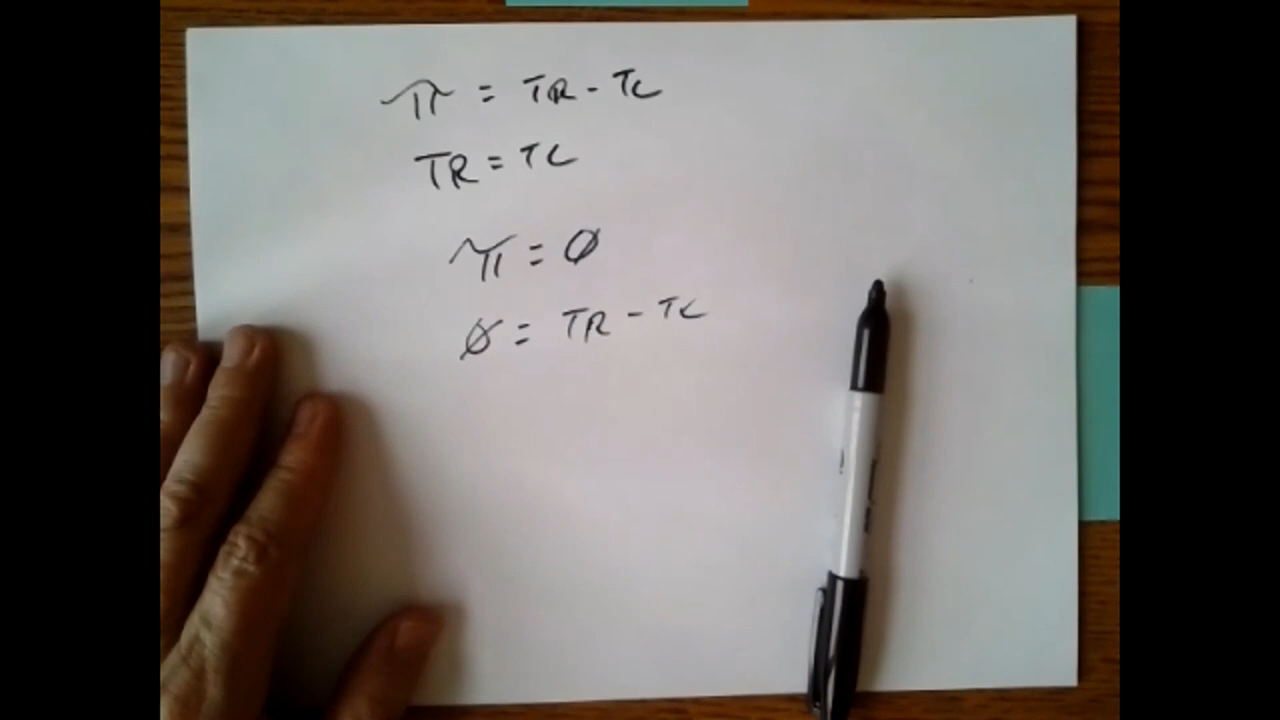 π = TR - TC
TR = TC
π = Ø
Ø = TR - TC